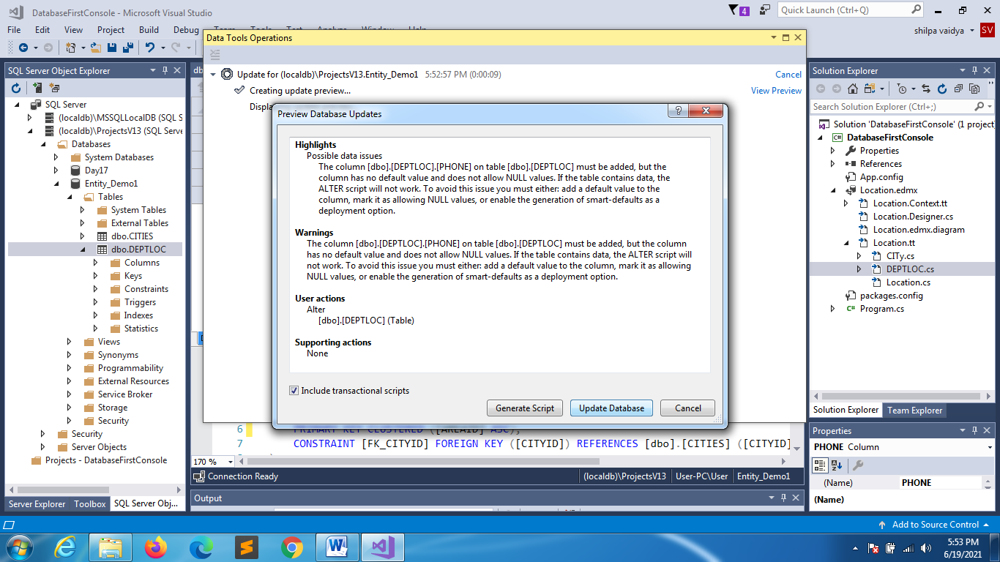 DatabaseFirstConsole - Microsoft Visual Studio
4
Quick Launch (Ctrl+Q)
File Edit View Project Build Debug Team Tools Test Analyze Window Help
shilpa vaidya SV
SQL Server Object Explorer
SQL Server
(localdb)\MSSQLLocalDB (SQL S
(localdb)\ProjectsV13 (SQL Serve
Databases
System Databases
Day17
Entity_Demo1
Tables
System Tables
External Tables
dbo.CITIES
dbo.DEPTLOC
Columns
Keys
Constraints
Triggers
Indexes
Statistics
Views
Synonyms
Programmability
External Resources
Service Broker
Storage
Security
Security
Server Objects
Projects - DatabaseFirstConsole
Server Explorer Toolbox SQL Server Obj...
Data Tools Operations
Update for (localdb)\ProjectsV13.Entity_Demo1 5:52:57 PM (0:00:09)
Cancel
Creating update preview...
View Preview
Preview Database Updates
Highlights
Possible data issues
The column [dbo].[DEPTLOC].[PHONE] on table [dbo].[DEPTLOC] must be added, but the
column has no default value and does not allow NULL values. If the table contains data, the
ALTER script will not work. To avoid this issue you must either: add a default value to the
column, mark it as allowing NULL values, or enable the generation of smart-defaults as a
deployment option.
Warnings
The column [dbo].[DEPTLOC].[PHONE] on table [dbo].[DEPTLOC] must be added, but the column
has no default value and does not allow NULL values. If the table contains data, the ALTER script will
not work. To avoid this issue you must either: add a default value to the column, mark it as allowing
NULL values, or enable the generation of smart-defaults as a deployment option.
User actions
Alter
[dbo].[DEPTLOC] (Table)
Supporting actions
None
Include transactional scripts
Generate Script Update Database Cancel
6 PRIMARY KEY CLUSTERED ([AREAID] ASC),
7 CONSTRAINT [FK_CITYID] FOREIGN KEY ([CITYID]) REFERENCES [dbo].[CITIES] ([CITYID]
170 %
Connection Ready (localdb)\ProjectsV13 User-PC\User Entity_Demo1
Output
Solution Explorer
Search Solution Explorer (Ctrl+;)
Solution 'DatabaseFirstConsole' (1 project
DatabaseFirstConsole
Properties
References
App.config
Location.edmx
Location.Context.tt
Location.Designer.cs
Location.edmx.diagram
Location.tt
CITy.cs
DEPTLOC.cs
Location.cs
packages.config
Program.cs
Solution Explorer Team Explorer
Properties
PHONE Column
(Name) PHONE
(Name)
Add to Source Control
5:53 PM
6/19/2021